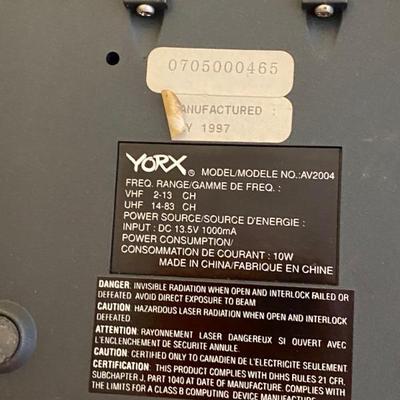 0705000465
ANUFACTURED :
Y 1997
YORX ® MODEL/MODELE NO.:AV2004
FREQ. RANGE/GAMME DE FREQ. :
VHF 2-13 CH
UHF 14-83 CH
POWER SOURCE/SOURCE D'ENERGIE :
INPUT : DC 13.5V 1000mA
POWER CONSUMPTION/
CONSOMMATION DE COURANT : 10W
MADE IN CHINA/FABRIQUE EN CHINE
DANGER: INVISIBLE RADIATION WHEN OPEN AND INTERLOCK FAILED OR
DEFEATED. AVOID DIRECT EXPOSURE TO BEAM
CAUTION: HAZARDOUS LASER RADIATION WHEN OPEN AND INTERLOCK
DEFEATED.
ATTENTION: RAYONNEMENT LASER DANGEREUX SI OUVERT AVEC
L'ENCLENCHEMENT DE SECURITE ANNULE.
CAUTION: CERTIFIED ONLY TO CANADIEN DE L'ELECTRICITE SEULEMENT.
CERTIFICATION: THIS PRODUCT COMPLIES WITH DHHS RULES 21 CFR,
SUBCHAPTER J, PART 1040 AT DATE OF MANUFACTURE. COMPLIES WITH
THE LIMITS FOR A CLASS B COMPUTING DEVICE